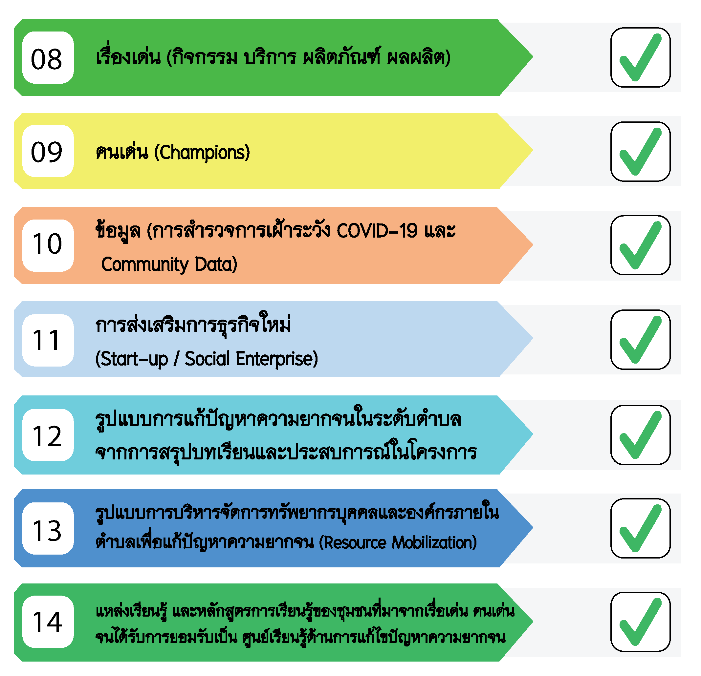 08
เรื่องเด่น (กิจกรรม บริการ ผลิตภัณฑ์ ผลผลิต)
09
คนเด่น (Champions)
10
ข้อมูล (การสำรวจการเฝ้าระวัง COVID-19 และ
Community Data)
11
การส่งเสริมการธุรกิจใหม่
(Start-up / Social Enterprise)
12
รูปแบบการแก้ปัญหาความยากจนในระดับตำบล
จากการสรุปบทเรียนและประสบการณ์ในโครงการ
13
รูปแบบการบริหารจัดการทรัพยากรบุคคลและองค์กรภายใน
ตำบลเพื่อแก้ปัญหาความยากจน (Resource Mobilization)
14
แหล่งเรียนรู้ และหลักสูตรการเรียนรู้ของชุมชนที่มาจากเรื่อเด่น คนเด่น
จนได้รับการยอมรับเป็น ศูนย์เรียนรู้ด้านการแก้ไขปัญหาความยากจน